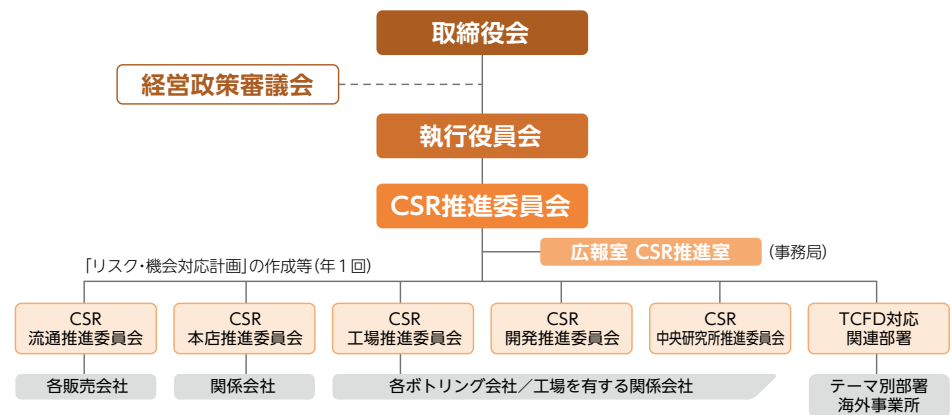 取締役会
経営政策審議会
執行役員会
CSR推進委員会
広報室 CSR推進室 (事務局)
「リスク・機会対応計画」の作成等(年1回)
CSR
流通推進委員会
CSR
本店推進委員会
CSR
工場推進委員会
CSR
開発推進委員会
CSR
中央研究所推進委員会
TCFD対応
関連部署
各販売会社
関係会社
各ボトリング会社/工場を有する関係会社
テーマ別部署
海外事業所